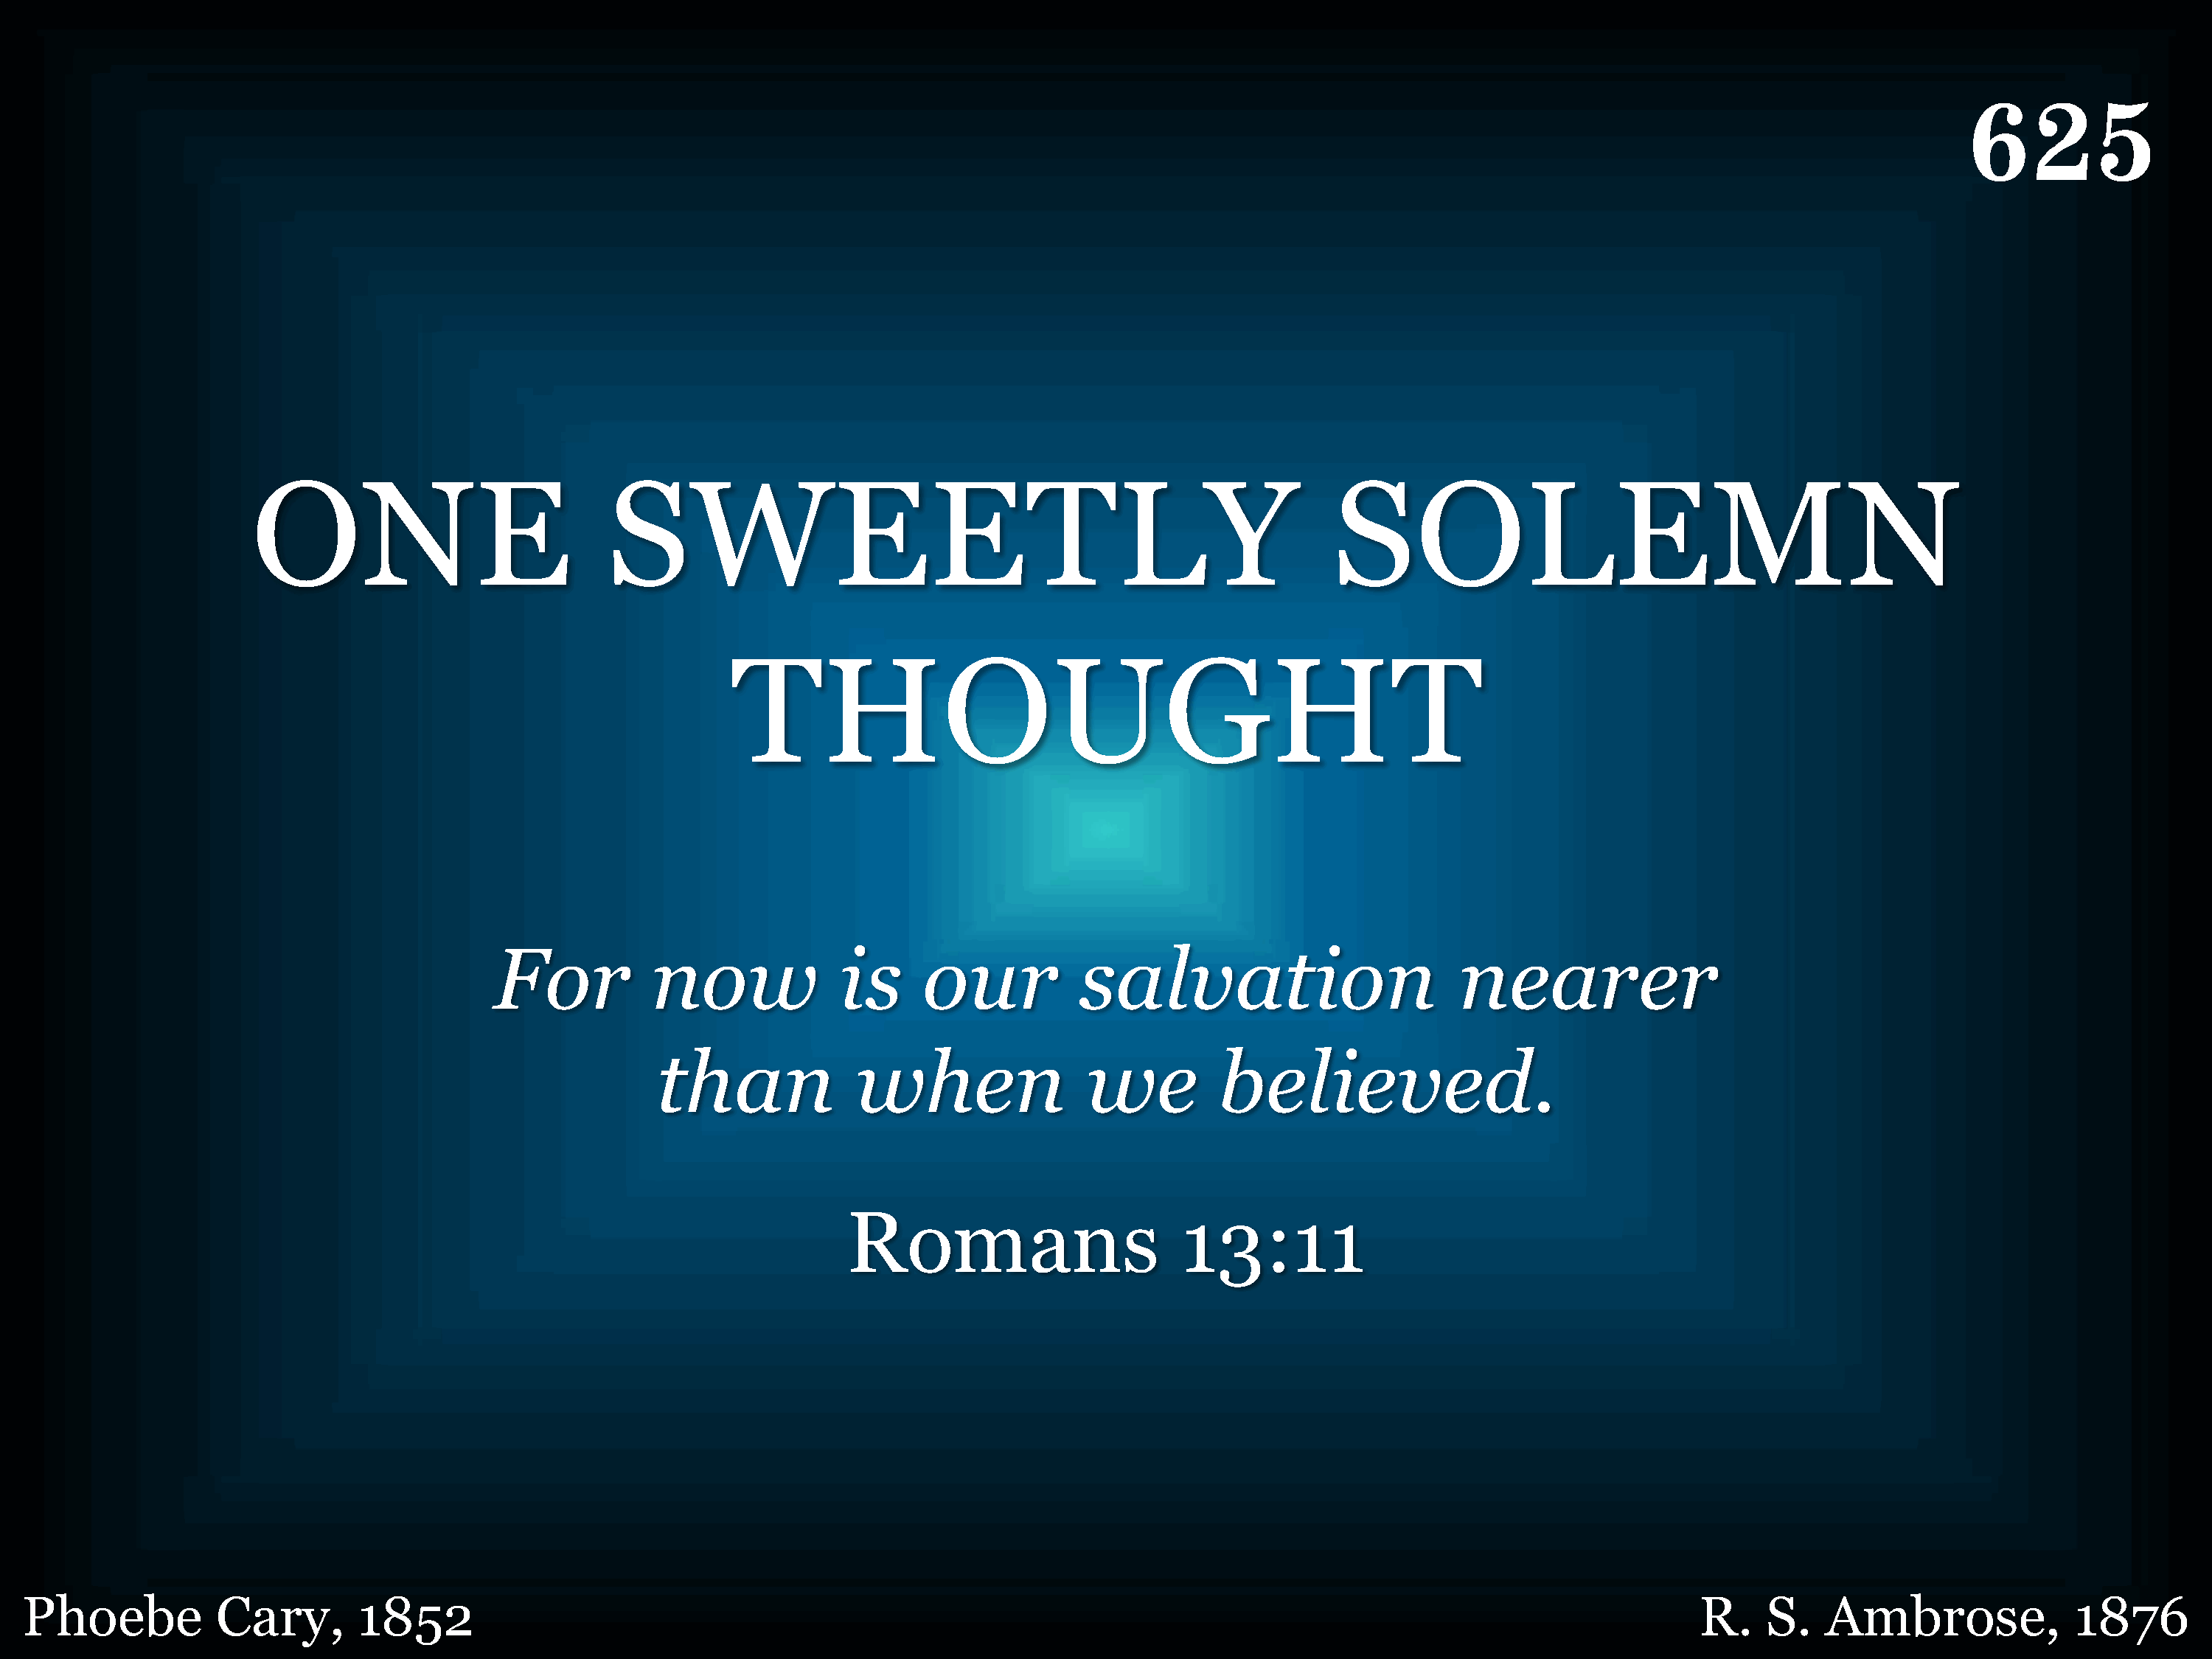 625
ONE SWEETLY SOLEMN
THOUGHT
For now is our salvation nearer
than when we believed.
Romans 13:11
Phoebe Cary, 1852
R. S. Ambrose, 1876